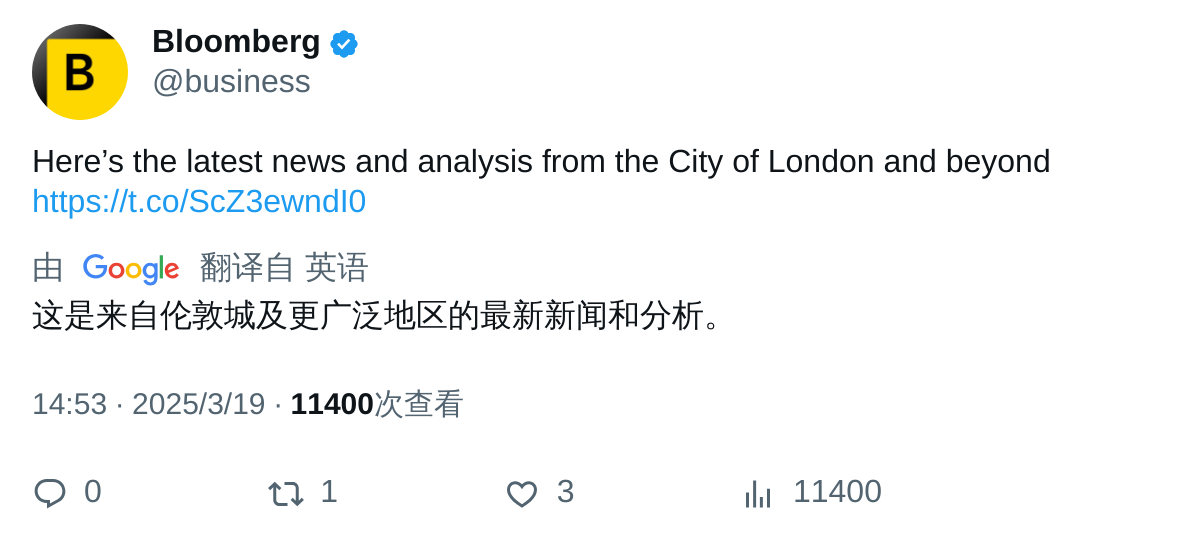 B
Bloomberg
@business
Here’s the latest news and analysis from the City of London and beyond
https://t.co/ScZ3ewndI0
由 Google 翻译自 英语
这是来自伦敦城及更广泛地区的最新新闻和分析。
14:53 · 2025/3/19 · 11400次查看
0 1 3 11400